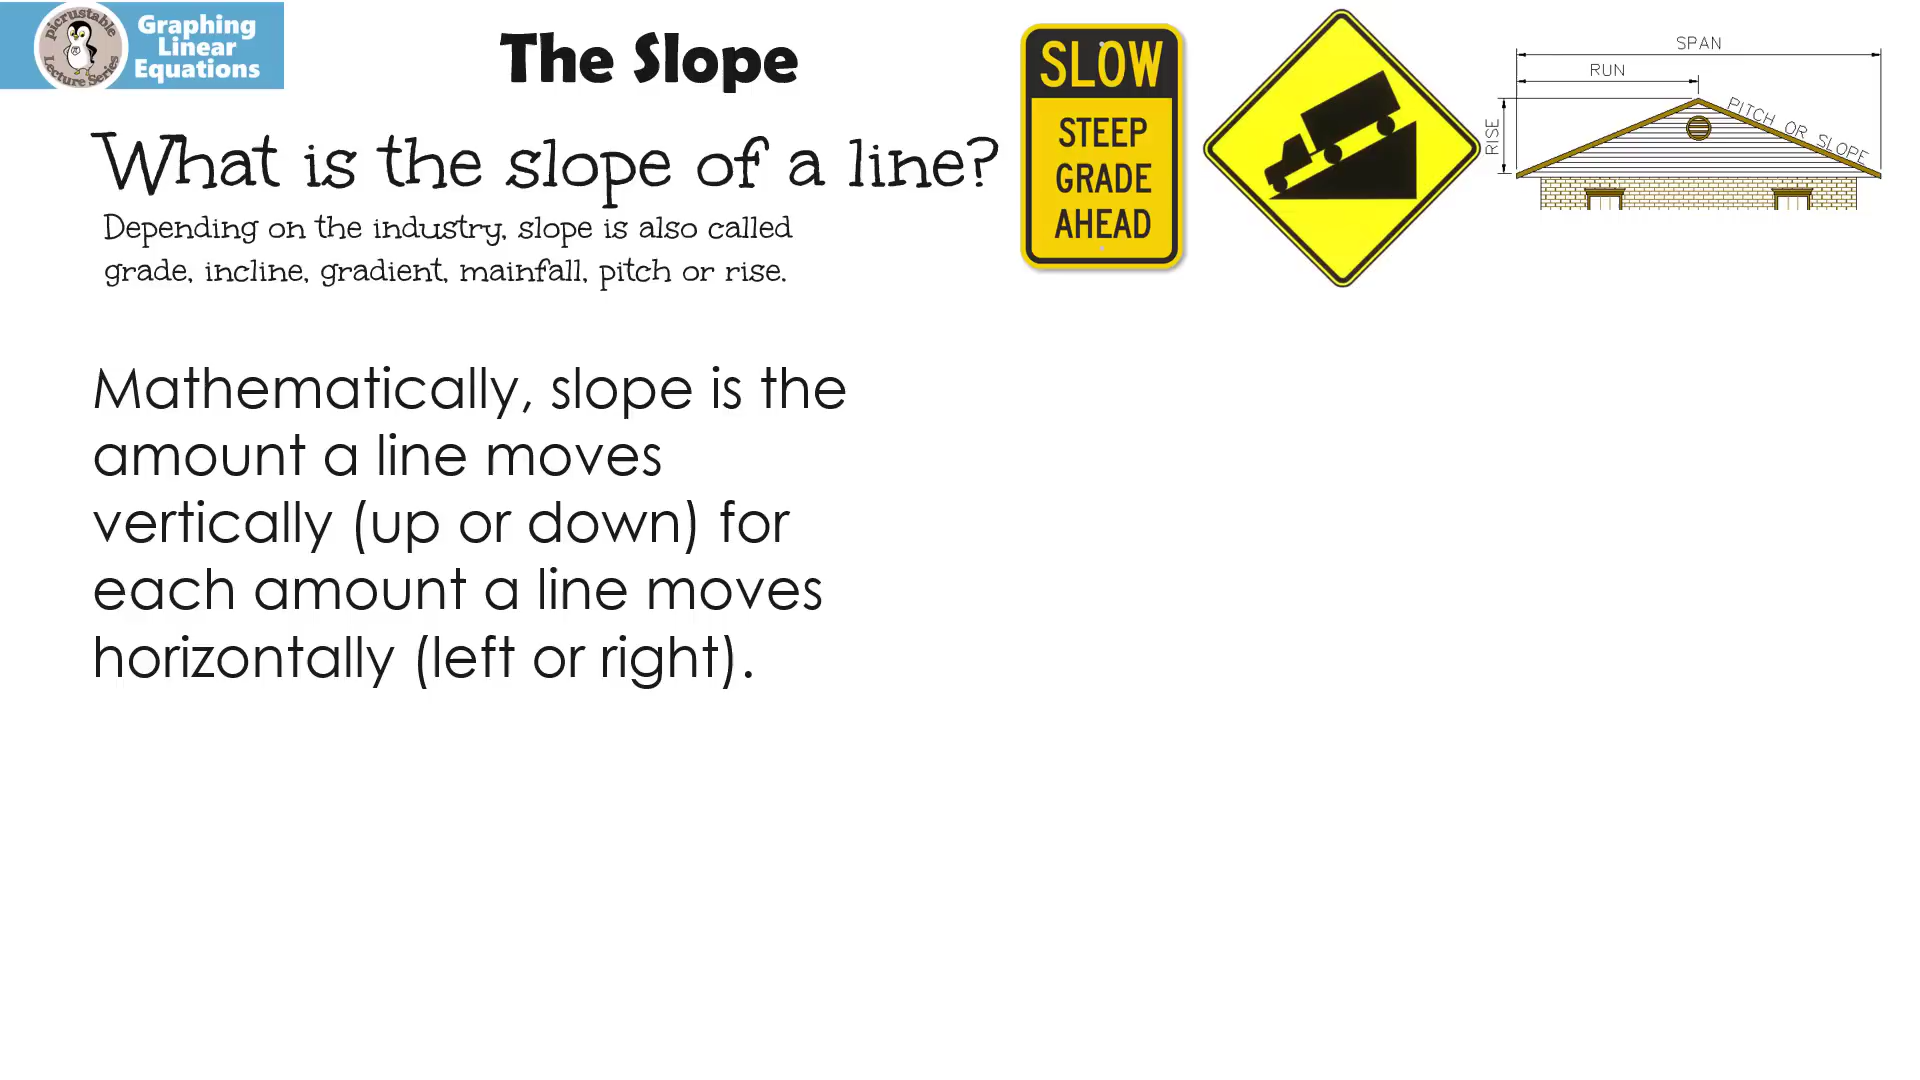 picrustable
Lecture Series
Graphing
Linear
Equations
The Slope
What is the slope of a line?
Depending on the industry, slope is also called
grade, incline, gradient, mainfall, pitch or rise.
SLOW
STEEP
GRADE
AHEAD
SPAN
RUN
RISE
PITCH OR SLOPE
Mathematically, slope is the
amount a line moves
vertically (up or down) for
each amount a line moves
horizontally (left or right).